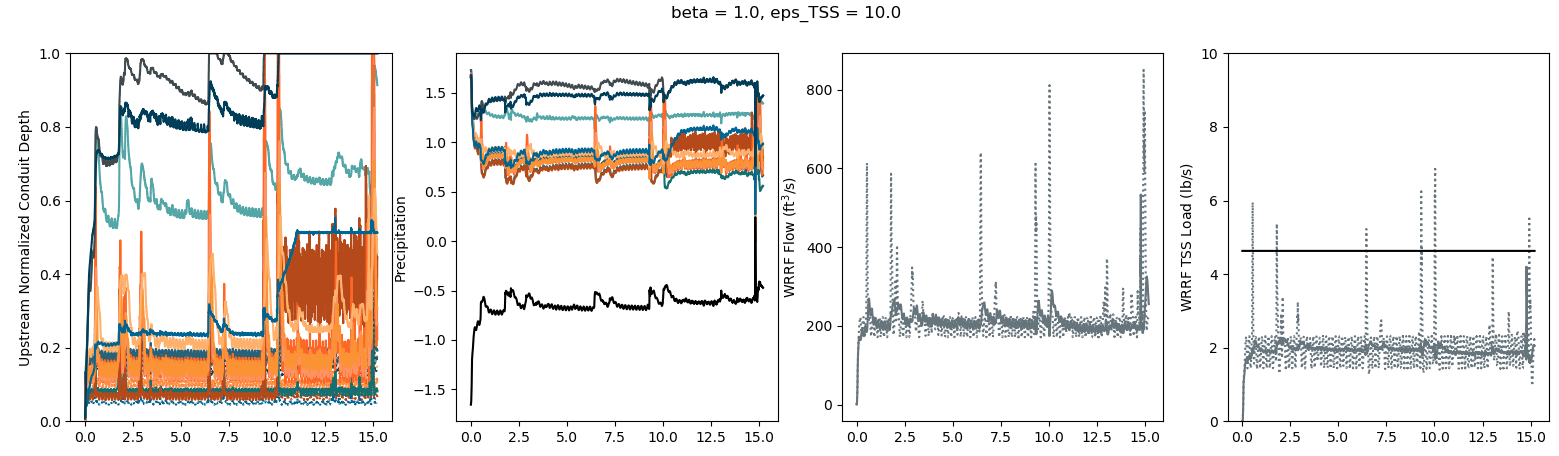 beta = 1.0, eps_TSS = 10.0
Upstream Normalized Conduit Depth
1.0
0.8
0.6
0.4
0.2
0.0
0.0 2.5 5.0 7.5 10.0 12.5 15.0
Precipitation
1.5
1.0
0.5
0.0
−0.5
−1.0
−1.5
0.0 2.5 5.0 7.5 10.0 12.5 15.0
WRRF Flow (ft³/s)
800
600
400
200
0
0.0 2.5 5.0 7.5 10.0 12.5 15.0
WRRF TSS Load (lb/s)
10
8
6
4
2
0
0.0 2.5 5.0 7.5 10.0 12.5 15.0